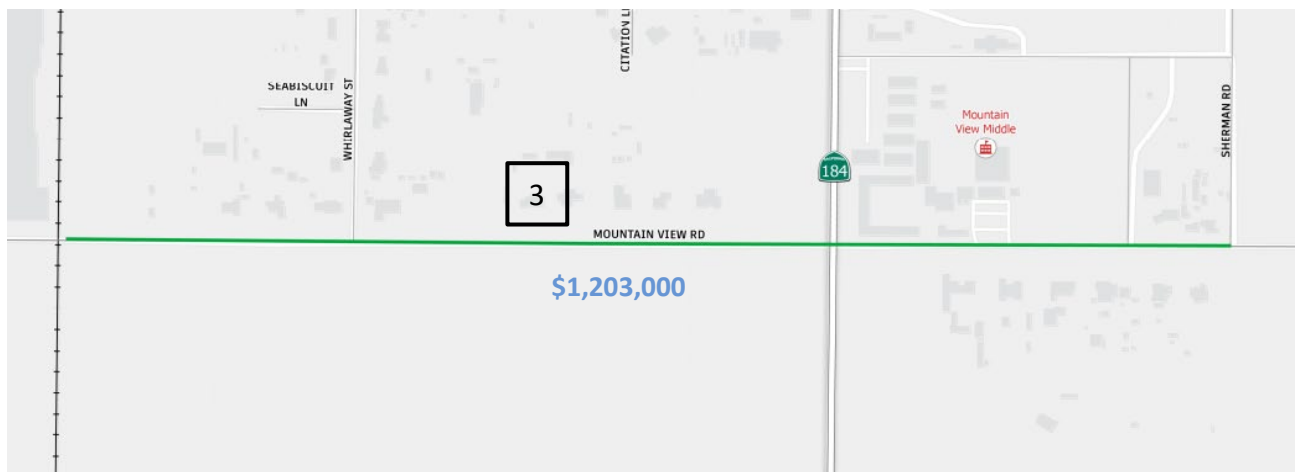 CITATION L
SEABISCUIT
LN
WHIRLAWAY ST
Mountain
View Middle
SHERMAN RD
184
3
MOUNTAIN VIEW RD
$1,203,000